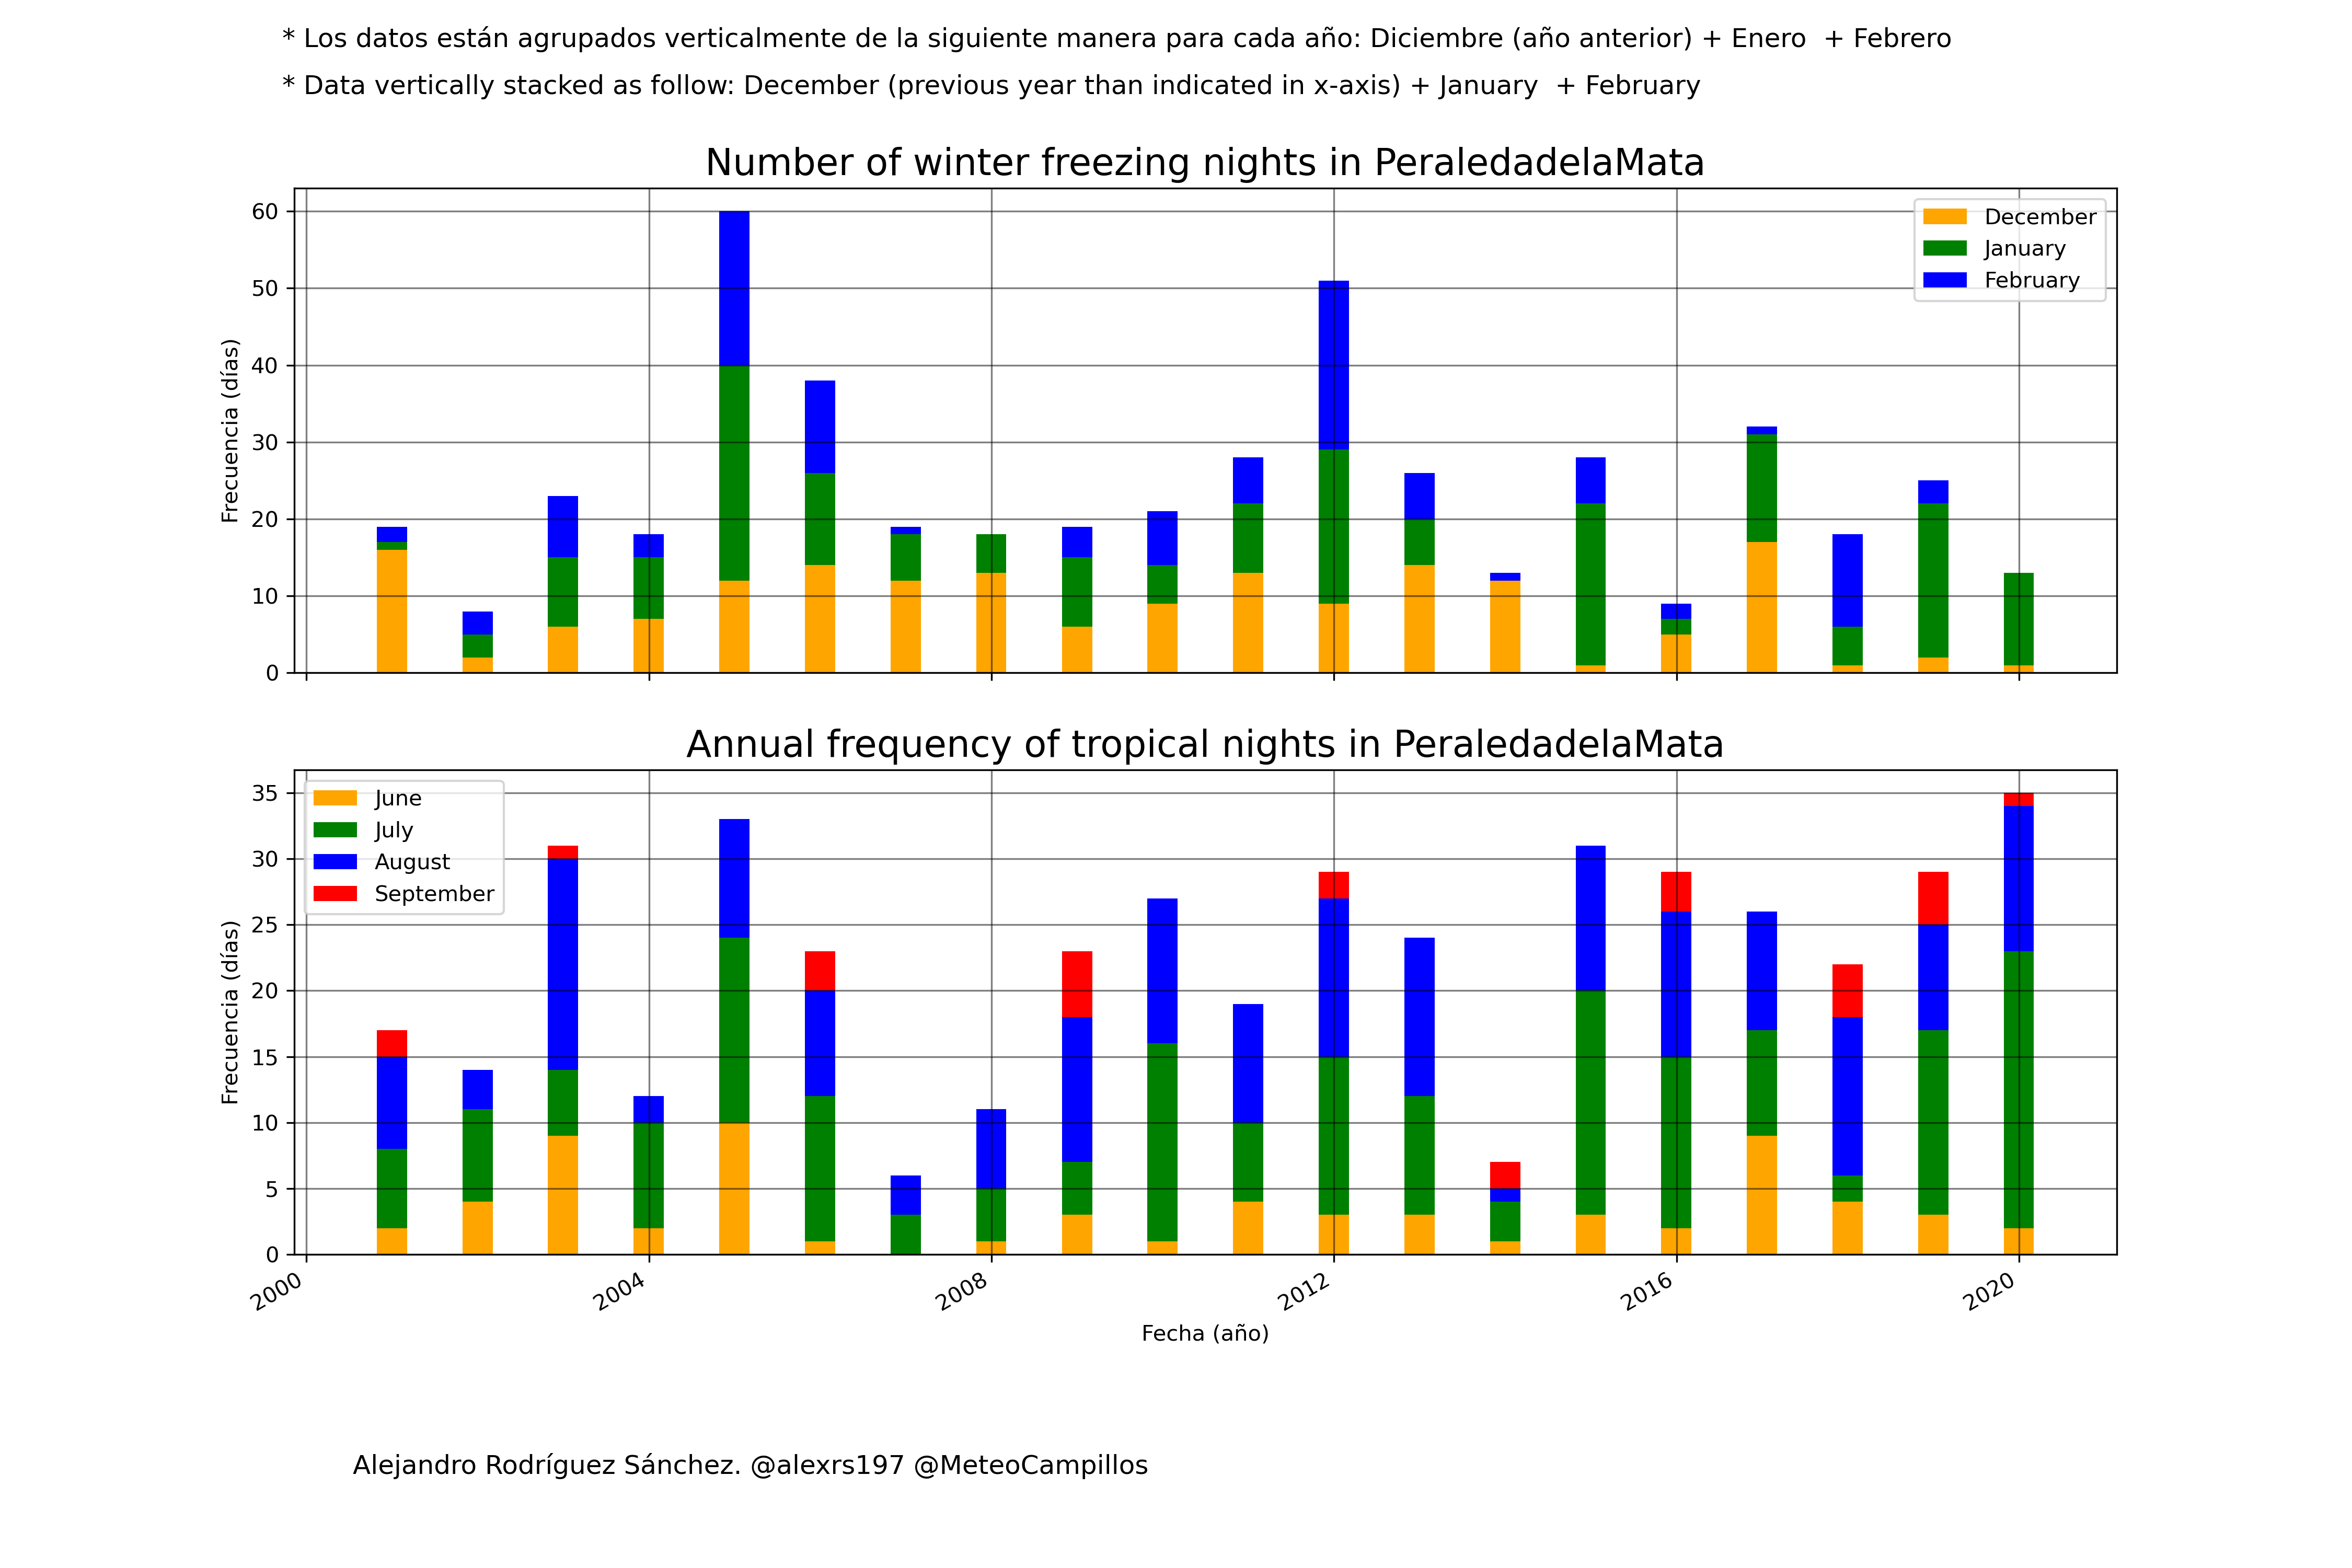 * Los datos están agrupados verticalmente de la siguiente manera para cada año: Diciembre (año anterior) + Enero  + Febrero
* Data vertically stacked as follow: December (previous year than indicated in x-axis) + January  + February
Number of winter freezing nights in PeraledadelaMata
60
50
40
30
20
10
0
Frecuencia (días)
December
January
February
Annual frequency of tropical nights in PeraledadelaMata
35
30
25
20
15
10
5
0
Frecuencia (días)
June
July
August
September
2000
2004
2008
2012
2016
2020
Fecha (año)
Alejandro Rodríguez Sánchez. @alexrs197 @MeteoCampillos